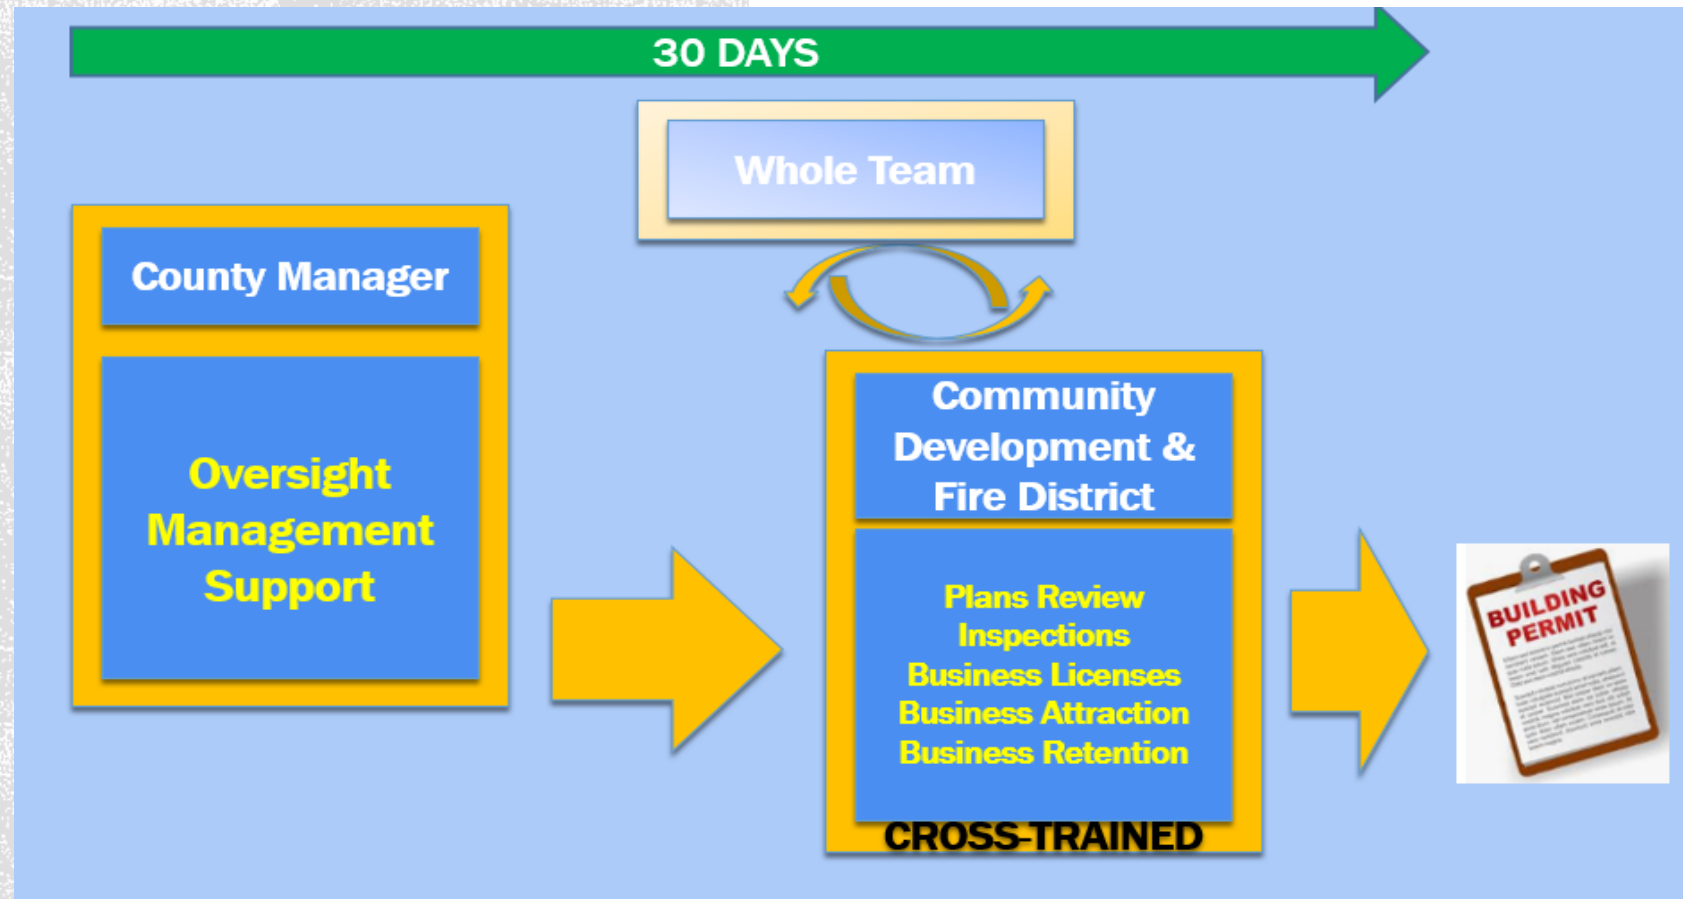 30 DAYS
Whole Team
County Manager
Oversight
Management
Support
Community
Development &
Fire District
Plans Review
Inspections
Business Licenses
Business Attraction
Business Retention
CROSS-TRAINED
BUILDING
PERMIT